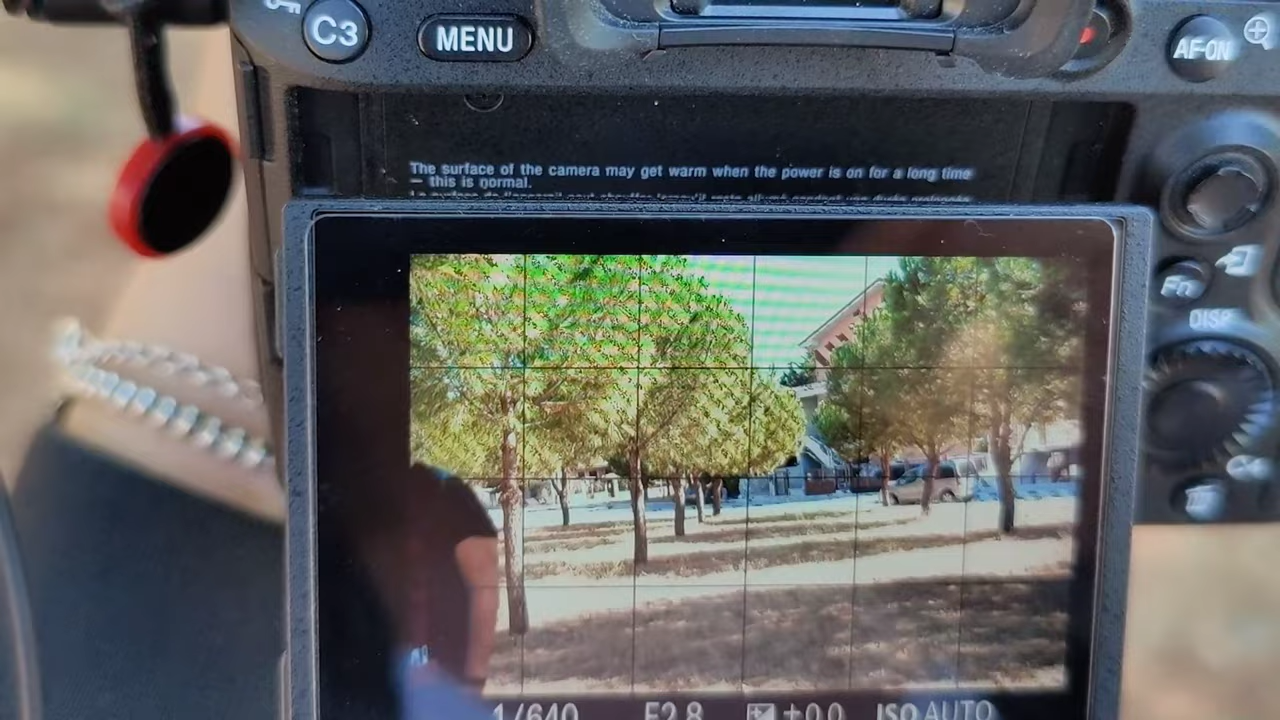 C3
MENU
AF-ON
The surface of the camera may get warm when the power is on for a long time
— this is normal.
Fn
DISP
1/640 F2.8 ±0.0 ISO AUTO